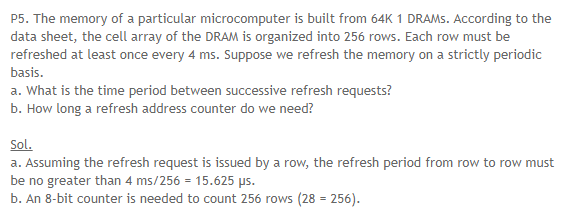 P5. The memory of a particular microcomputer is built from 64K 1 DRAMs. According to the
data sheet, the cell array of the DRAM is organized into 256 rows. Each row must be
refreshed at least once every 4 ms. Suppose we refresh the memory on a strictly periodic
basis.
a. What is the time period between successive refresh requests?
b. How long a refresh address counter do we need?
Sol.
a. Assuming the refresh request is issued by a row, the refresh period from row to row must
be no greater than 4 ms/256 = 15.625 µs.
b. An 8-bit counter is needed to count 256 rows (28 = 256).